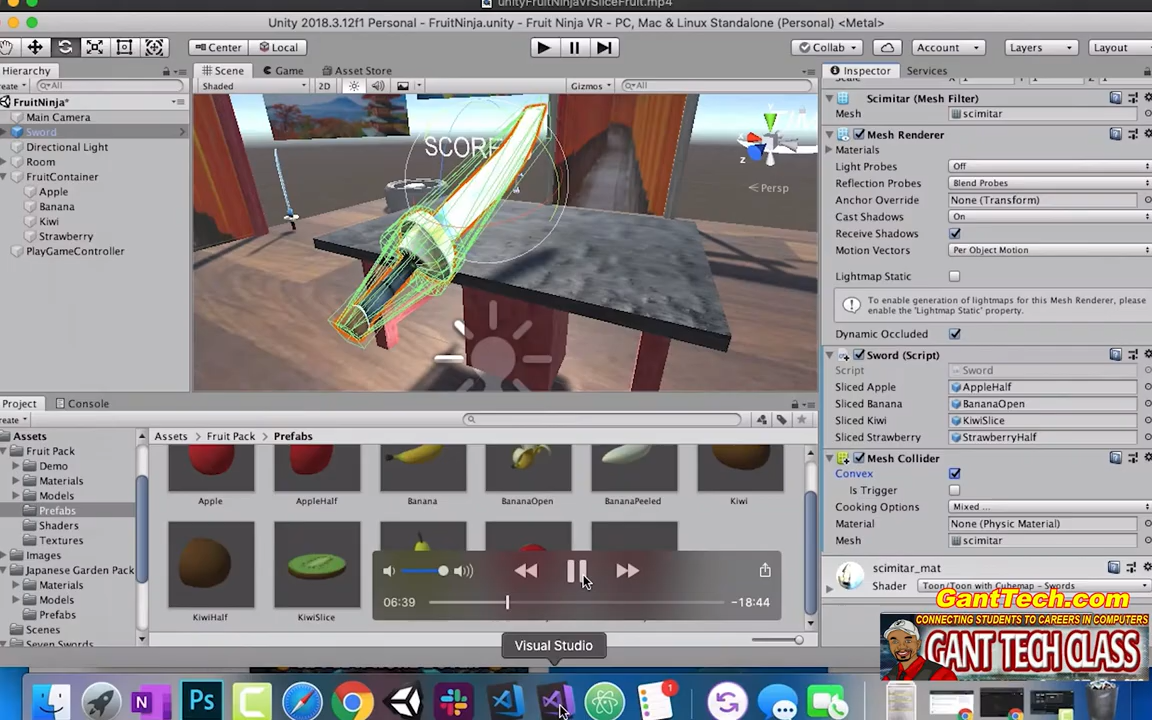 unityFruitNinjaVrSliceFruit.mp4
Unity 2018.3.12f1 Personal - FruitNinja.unity - Fruit Ninja VR - PC, Mac & Linux Standalone (Personal) <Metal>
Center Local Collab Account Layers Layout
Hierarchy Scene Game Asset Store Inspector Services
All Shaded 2D Gizmos All
FruitNinja*
Main Camera
Sword
Directional Light
Room
FruitContainer
Apple
Banana
Kiwi
Strawberry
PlayGameController
SCORE
Persp
z
Scimitar (Mesh Filter)
Mesh scimitar
Mesh Renderer
Materials
Light Probes Off
Reflection Probes Blend Probes
Anchor Override None (Transform)
Cast Shadows On
Receive Shadows
Motion Vectors Per Object Motion
Lightmap Static
To enable generation of lightmaps for this Mesh Renderer, please
enable the 'Lightmap Static' property.
Dynamic Occluded
Sword (Script)
Script Sword
Sliced Apple AppleHalf
Sliced Banana BananaOpen
Sliced Kiwi KiwiSlice
Sliced Strawberry StrawberryHalf
Mesh Collider
Convex
Is Trigger
Cooking Options Mixed ...
Material None (Physic Material)
Mesh scimitar
scimitar_mat
Shader Toon/Toon with Cubemap - Swords
Project Console
Assets
Fruit Pack
Demo
Materials
Models
Prefabs
Shaders
Textures
Images
Japanese Garden Pack
Materials
Models
Prefabs
Scenes
Seven Swords
Assets Fruit Pack Prefabs
Apple AppleHalf Banana BananaOpen BananaPeeled Kiwi
KiwiHalf KiwiSlice
06:39 -18:44
Visual Studio
GantTech.com
CONNECTING STUDENTS TO CAREERS IN COMPUTERS
GANT TECH CLASS
N Ps 1